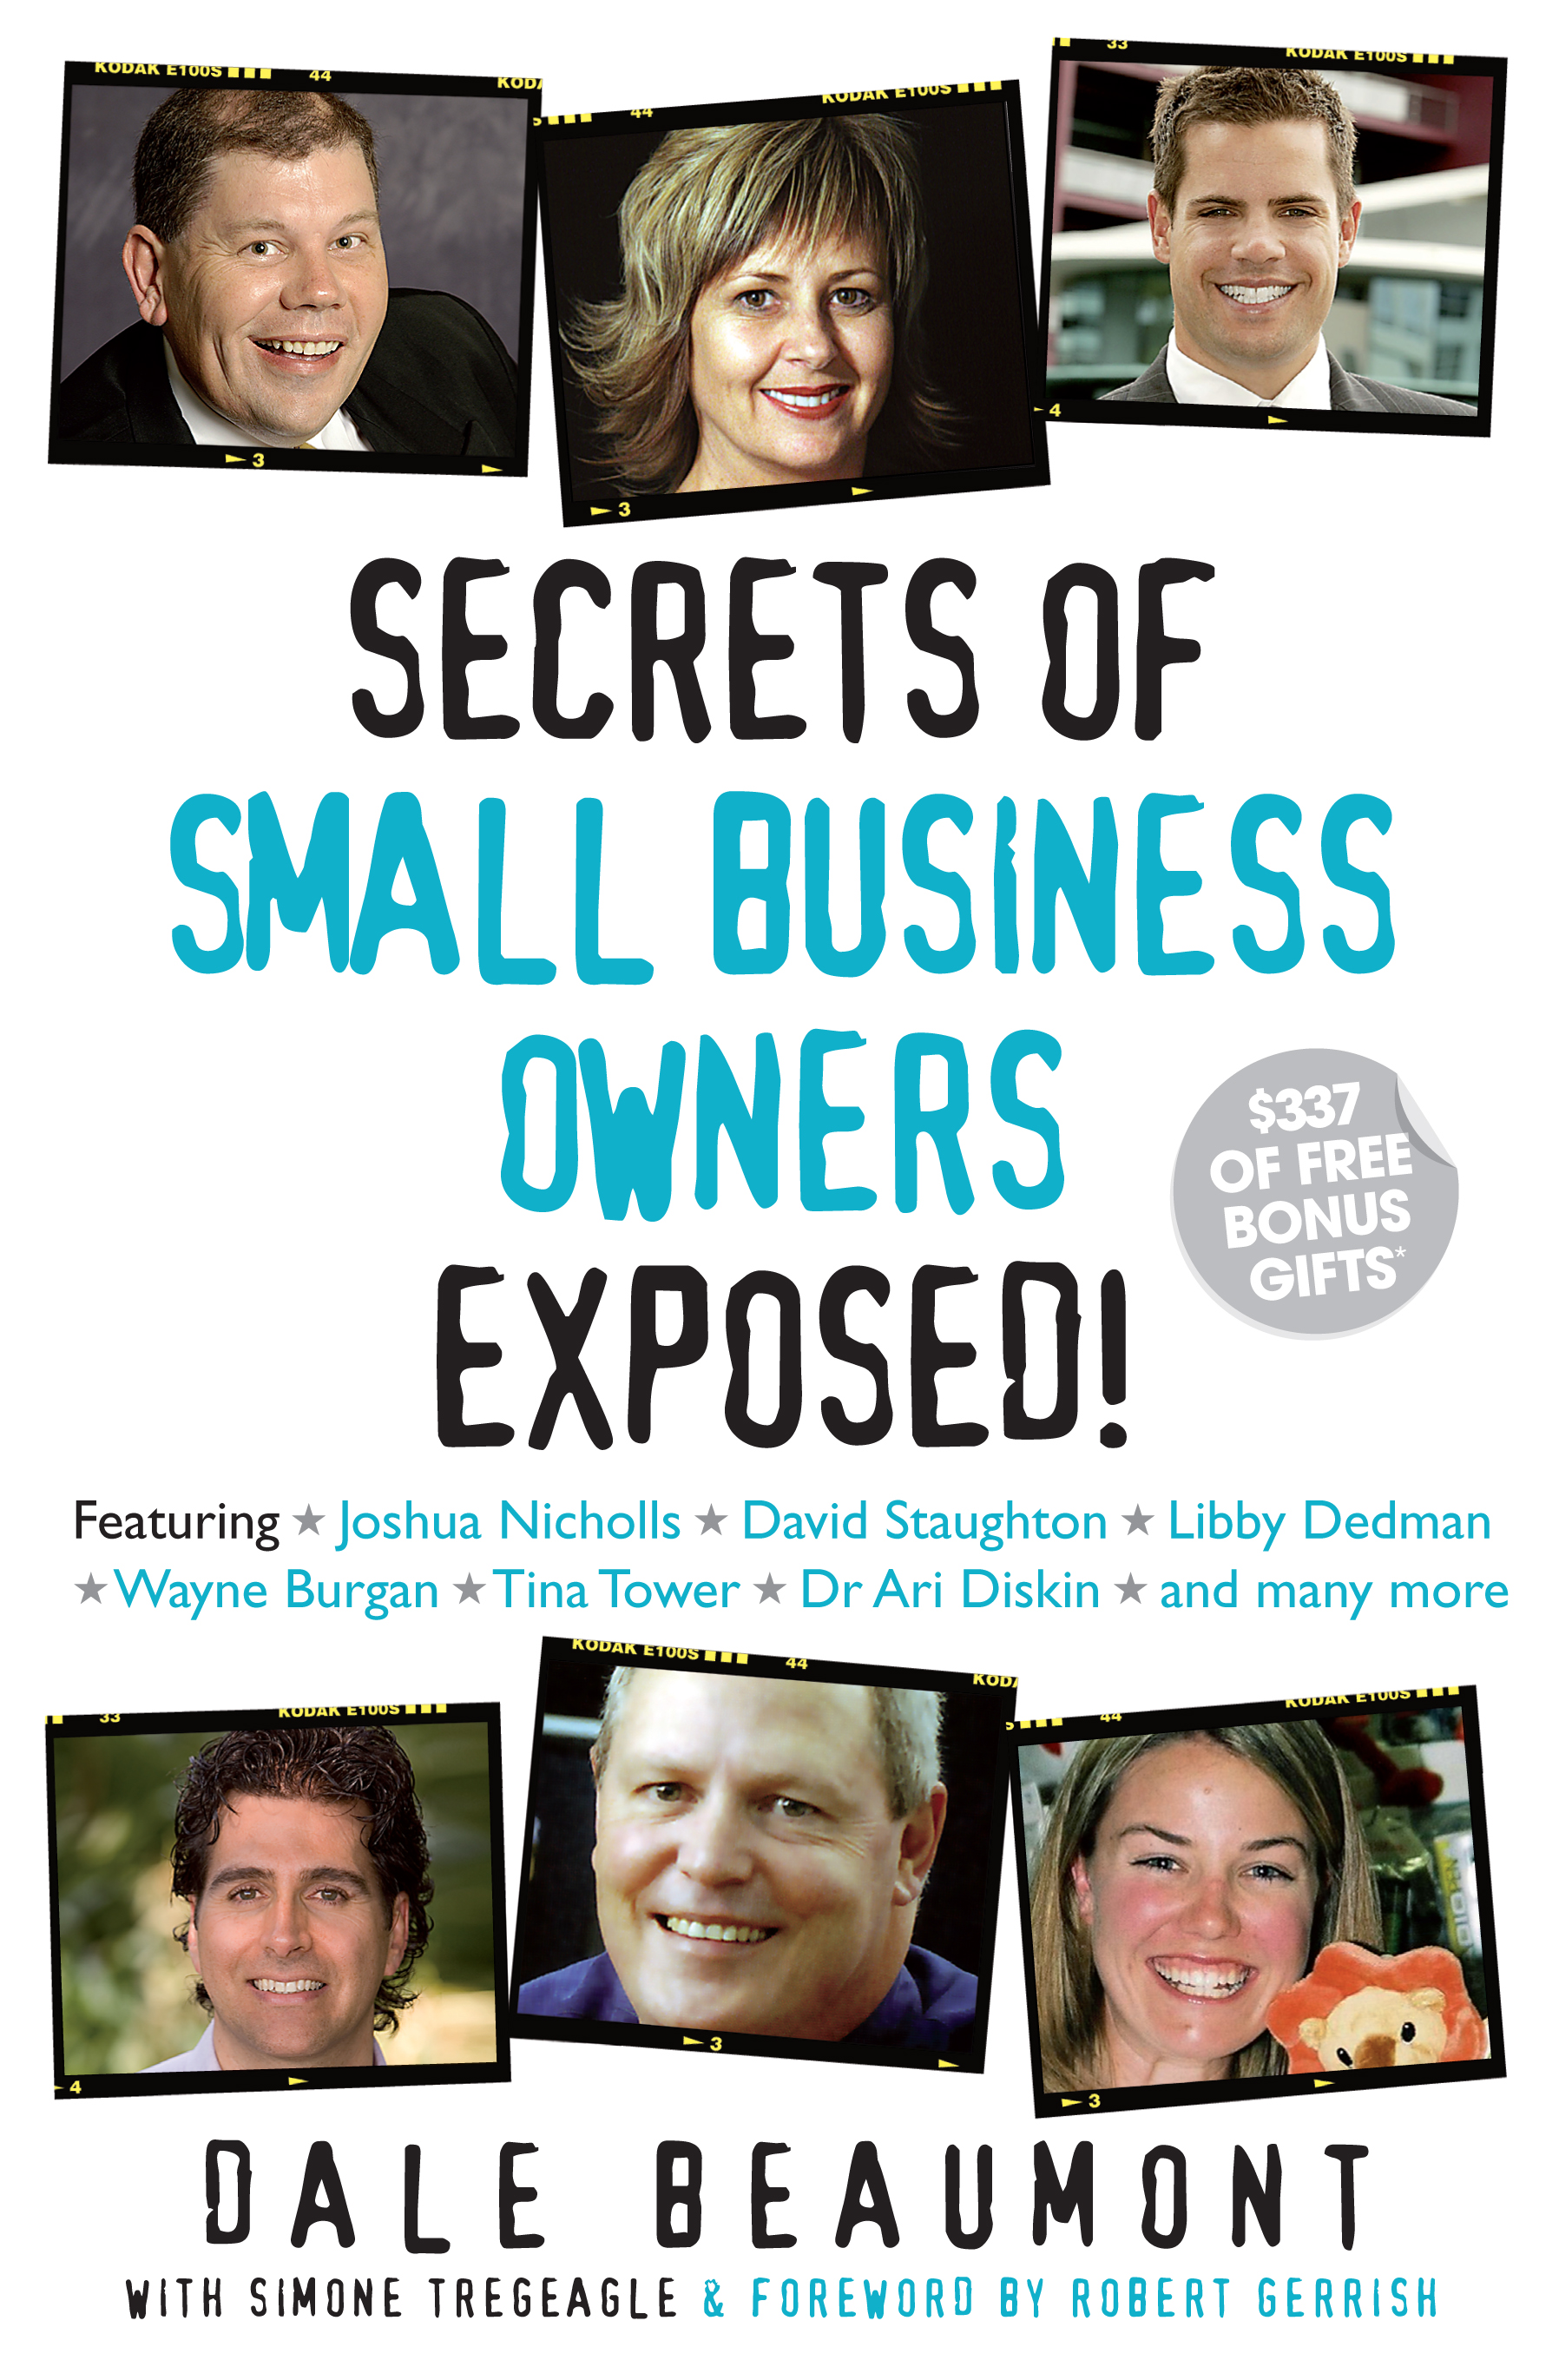 KODAK E100S 44 KODA
44 KODAK E100S
33 KODAK E100S
3
3
4
SECRETS OF
SMALL BUSINESS
OWNERS
EXPOSED!
$337
OF FREE
BONUS
GIFTS*
Featuring ★ Joshua Nicholls ★ David Staughton ★ Libby Dedman
★ Wayne Burgan ★ Tina Tower ★ Dr Ari Diskin ★ and many more
33 KODAK E100S
KODAK E100S 44 KODA
S 44 KODAK E100S
4
3
3
DALE BEAUMONT
WITH SIMONE TREGEAGLE & FOREWORD BY ROBERT GERRISH